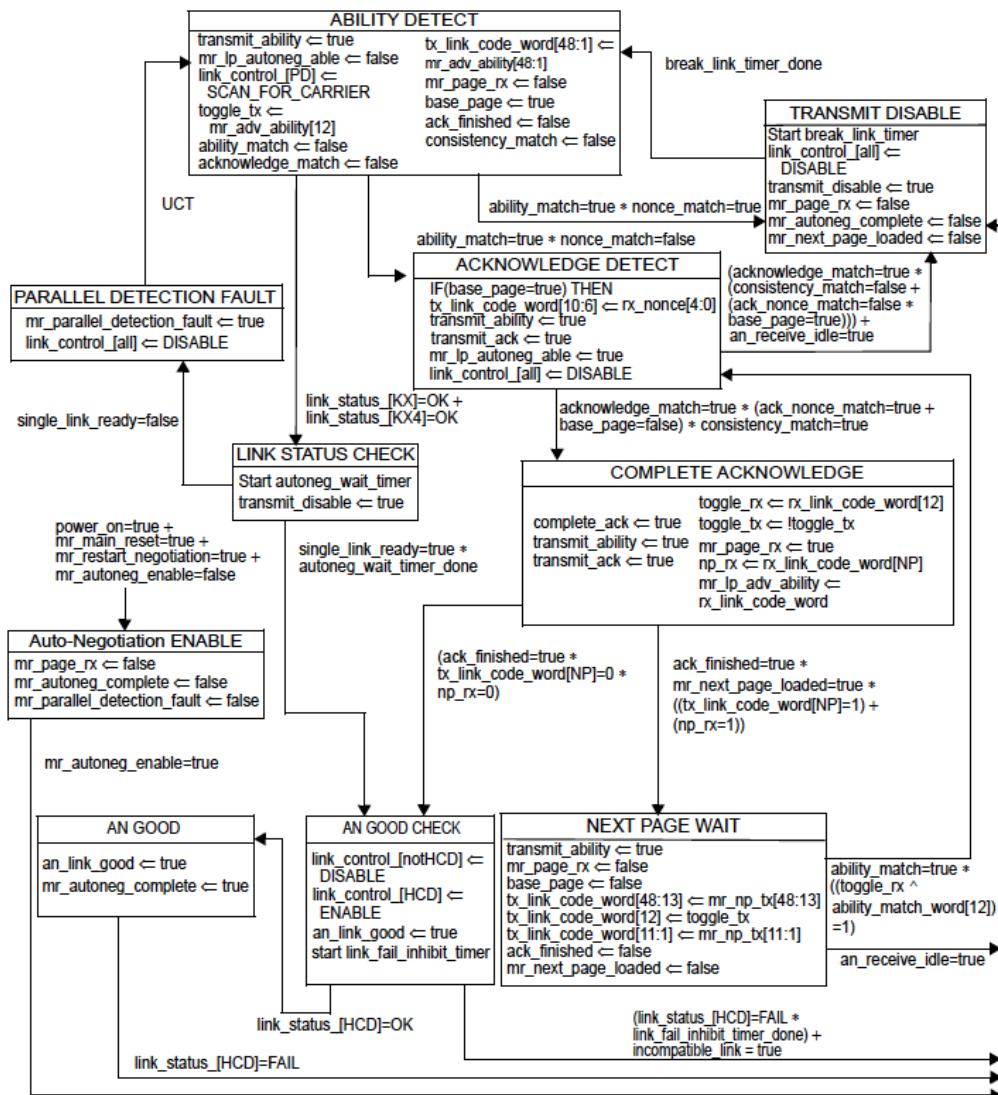 ABILITY DETECT
transmit_ability ⇐ true
mr_lp_autoneg_able ⇐ false
link_control_[PD] ⇐
SCAN_FOR_CARRIER
toggle_tx ⇐
mr_adv_ability[12]
ability_match ⇐ false
acknowledge_match ⇐ false
tx_link_code_word[48:1] ⇐
mr_adv_ability[48:1]
mr_page_rx ⇐ false
base_page ⇐ true
ack_finished ⇐ false
consistency_match ⇐ false
break_link_timer_done
TRANSMIT DISABLE
Start break_link_timer
link_control_[all] ⇐
DISABLE
transmit_disable ⇐ true
mr_page_rx ⇐ false
mr_autoneg_complete ⇐ false
mr_next_page_loaded ⇐ false
UCT
ability_match=true * nonce_match=true
ability_match=true * nonce_match=false
ACKNOWLEDGE DETECT
IF(base_page=true) THEN
tx_link_code_word[10:6] ⇐ rx_nonce[4:0]
transmit_ability ⇐ true
transmit_ack ⇐ true
mr_lp_autoneg_able ⇐ true
link_control_[all] ⇐ DISABLE
(acknowledge_match=true *
(consistency_match=false +
(ack_nonce_match=false *
base_page=true))) +
an_receive_idle=true
PARALLEL DETECTION FAULT
mr_parallel_detection_fault ⇐ true
link_control_[all] ⇐ DISABLE
single_link_ready=false
link_status_[KX]=OK +
link_status_[KX4]=OK
acknowledge_match=true * (ack_nonce_match=true +
base_page=false) * consistency_match=true
LINK STATUS CHECK
Start autoneg_wait_timer
transmit_disable ⇐ true
COMPLETE ACKNOWLEDGE
complete_ack ⇐ true
transmit_ability ⇐ true
transmit_ack ⇐ true
toggle_rx ⇐ rx_link_code_word[12]
toggle_tx ⇐ !toggle_tx
mr_page_rx ⇐ true
np_rx ⇐ rx_link_code_word[NP]
mr_lp_adv_ability ⇐
rx_link_code_word
power_on=true +
mr_main_reset=true +
mr_restart_negotiation=true +
mr_autoneg_enable=false
single_link_ready=true *
autoneg_wait_timer_done
Auto-Negotiation ENABLE
mr_page_rx ⇐ false
mr_autoneg_complete ⇐ false
mr_parallel_detection_fault ⇐ false
(ack_finished=true *
tx_link_code_word[NP]=0 *
np_rx=0)
ack_finished=true *
mr_next_page_loaded=true *
((tx_link_code_word[NP]=1) +
(np_rx=1))
mr_autoneg_enable=true
AN GOOD
an_link_good ⇐ true
mr_autoneg_complete ⇐ true
AN GOOD CHECK
link_control_[notHCD] ⇐
DISABLE
link_control_[HCD] ⇐
ENABLE
an_link_good ⇐ true
start link_fail_inhibit_timer
NEXT PAGE WAIT
transmit_ability ⇐ true
mr_page_rx ⇐ false
base_page ⇐ false
tx_link_code_word[48:13] ⇐ mr_np_tx[48:13]
tx_link_code_word[12] ⇐ toggle_tx
tx_link_code_word[11:1] ⇐ mr_np_tx[11:1]
ack_finished ⇐ false
mr_next_page_loaded ⇐ false
ability_match=true *
((toggle_rx ^
ability_match_word[12])
=1)
an_receive_idle=true
link_status_[HCD]=OK
(link_status_[HCD]=FAIL *
link_fail_inhibit_timer_done) +
incompatible_link = true
link_status_[HCD]=FAIL